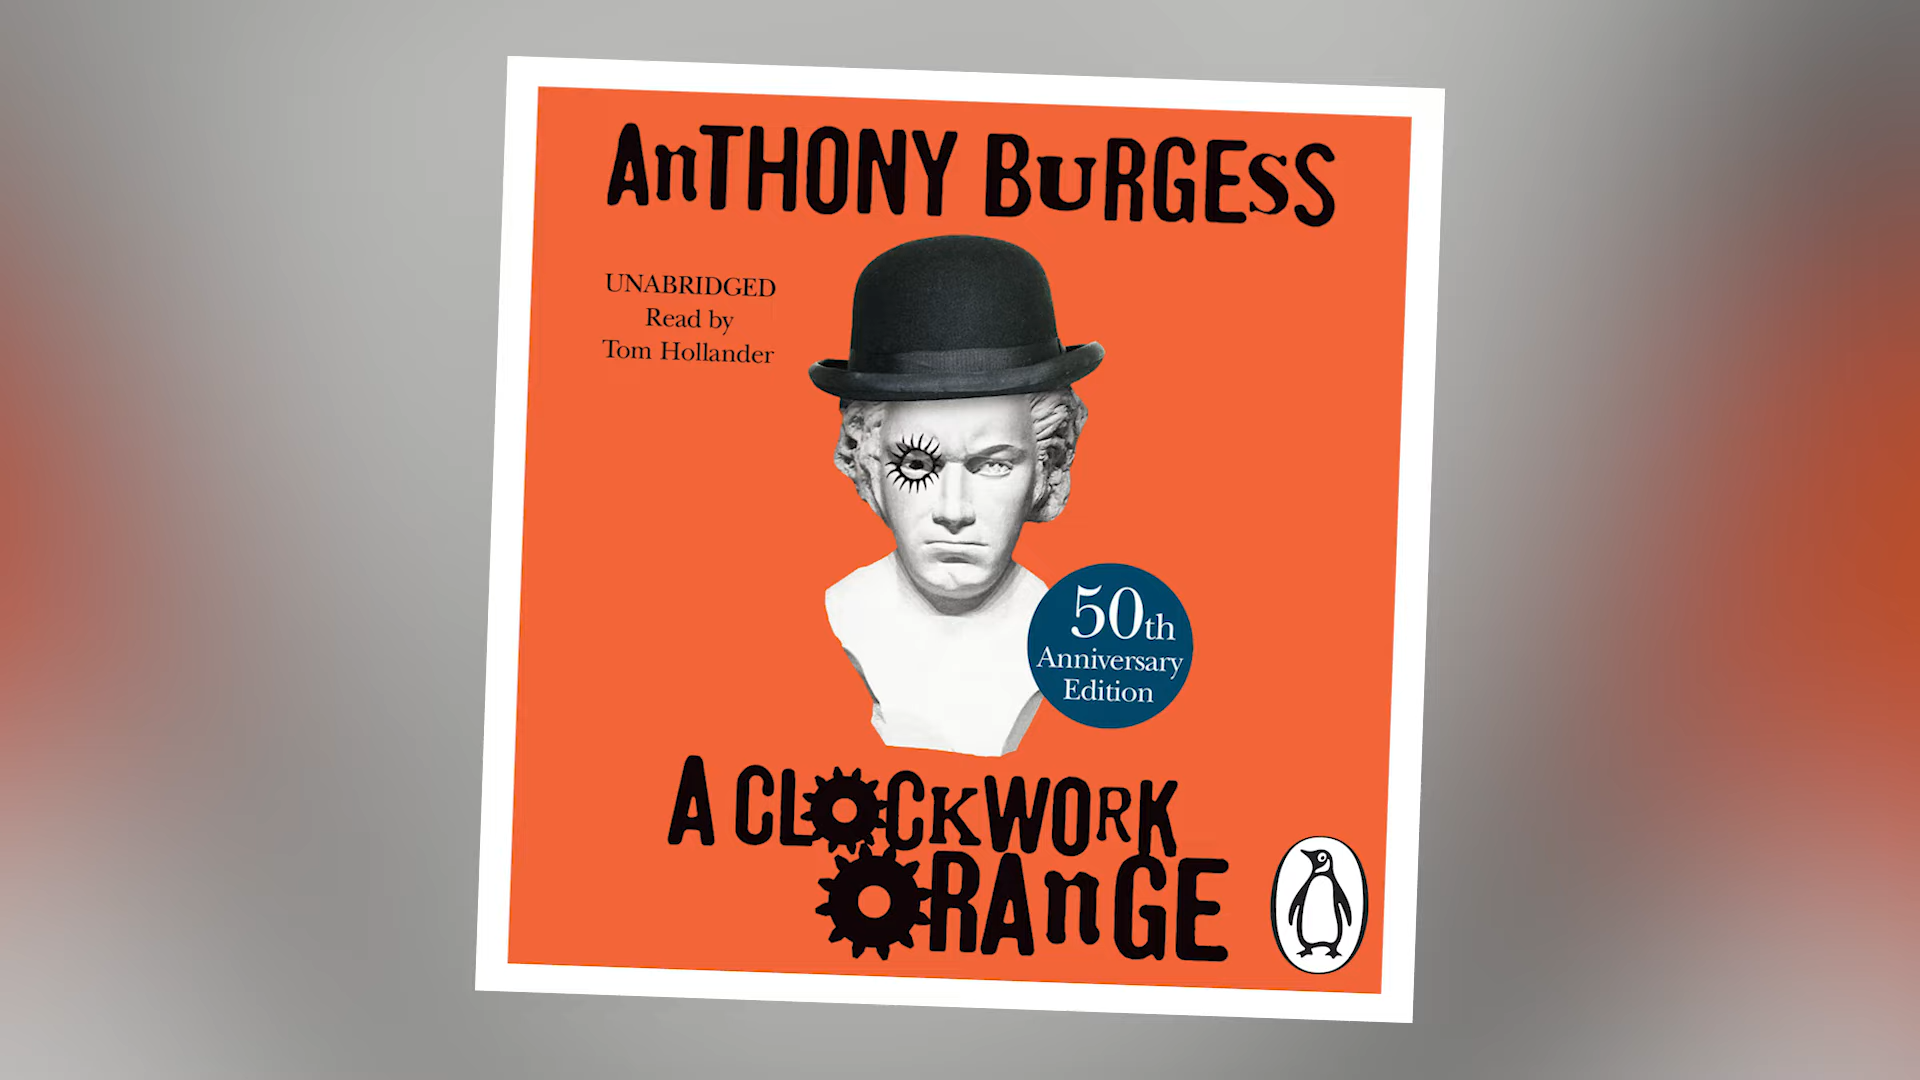 AnTHONY BURGESS
UNABRIDGED
Read by
Tom Hollander
50th
Anniversary
Edition
A CLOCKWORK
ORAnGE